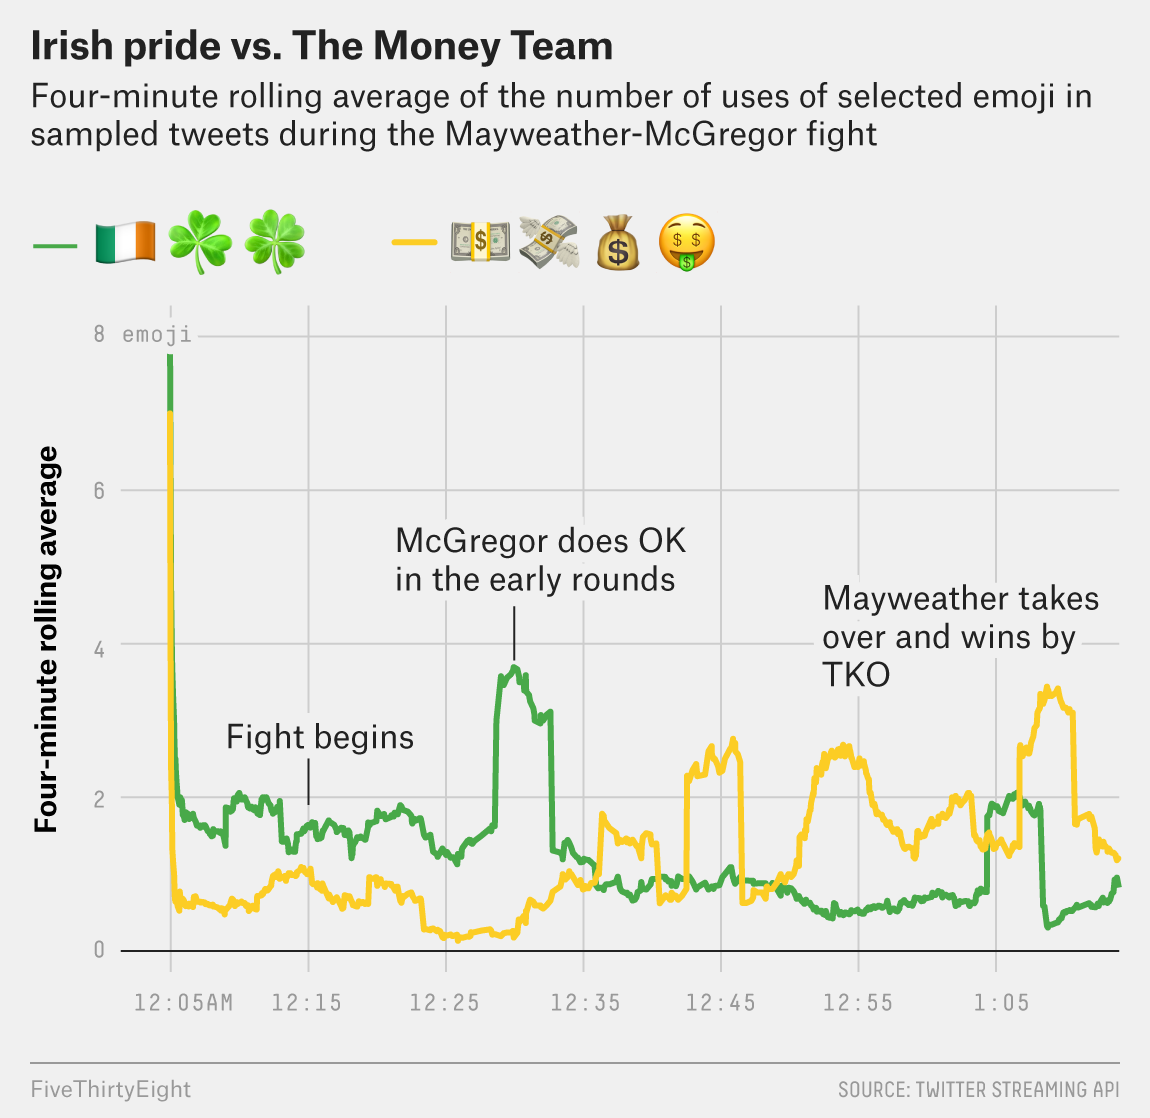 Irish pride vs. The Money Team
Four-minute rolling average of the number of uses of selected emoji in
sampled tweets during the Mayweather-McGregor fight
8 emoji
6
4
2
0
Four-minute rolling average
McGregor does OK
in the early rounds
Mayweather takes
over and wins by
TKO
Fight begins
12:05AM 12:15 12:25 12:35 12:45 12:55 1:05
FiveThirtyEight
SOURCE: TWITTER STREAMING API